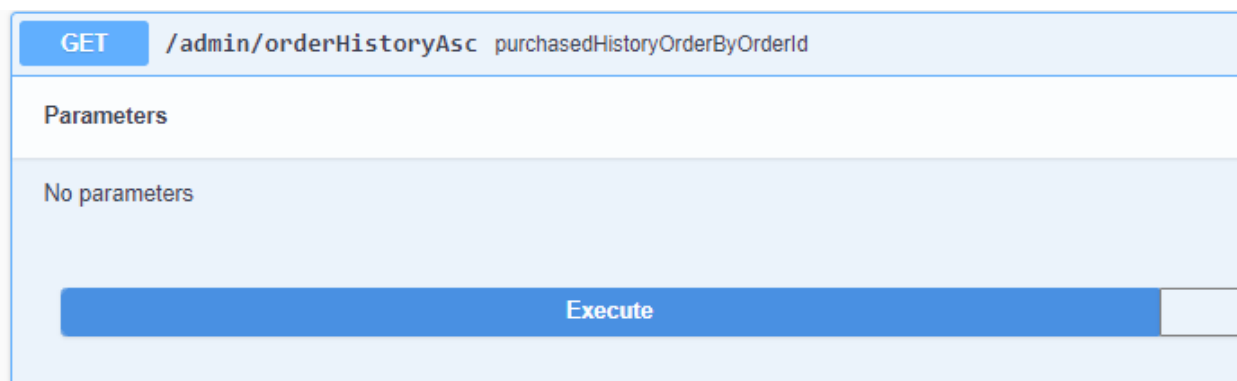 GET /admin/orderHistoryAsc purchasedHistoryOrderByOrderId
Parameters
No parameters
Execute